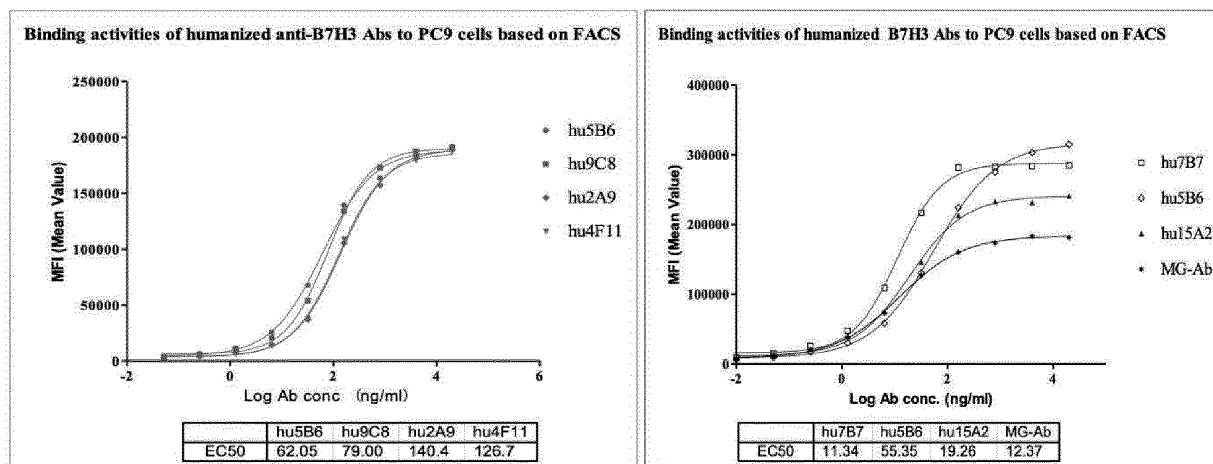 Binding activities of humanized anti-B7H3 Abs to PC9 cells based on FACS
MFI (Mean Value)
250000
200000
150000
100000
50000
0
-2 0 2 4 6
Log Ab conc (ng/ml)
hu5B6
hu9C8
hu2A9
hu4F11
hu5B6 hu9C8 hu2A9 hu4F11
EC50 62.05 79.00 140.4 126.7
Binding activities of humanized B7H3 Abs to PC9 cells based on FACS
MFI (Mean Value)
400000
300000
200000
100000
0
-2 0 2 4
Log Ab conc. (ng/ml)
hu7B7
hu5B6
hu15A2
MG-Ab
hu7B7 hu5B6 hu15A2 MG-Ab
EC50 11.34 55.35 19.26 12.37